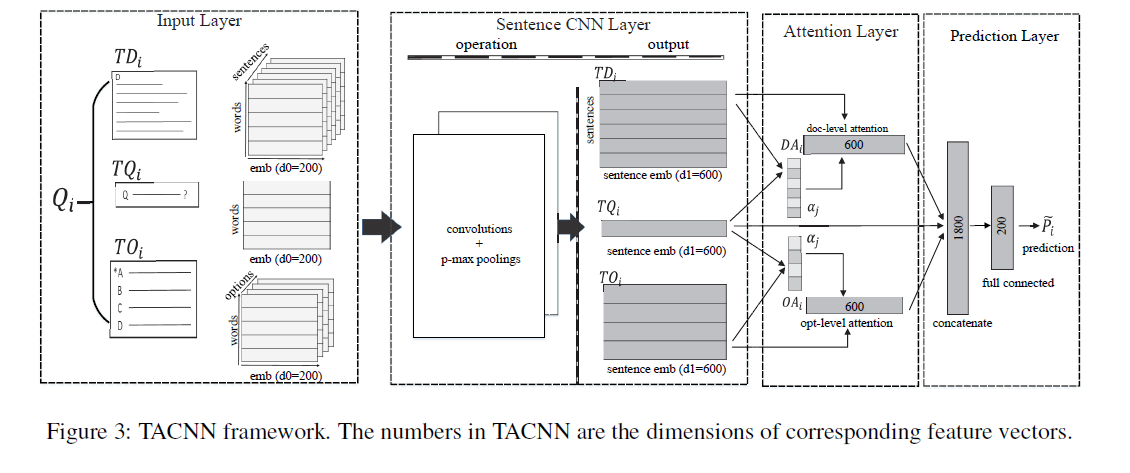 Input Layer
TD_i
D
sentences
words
emb (d0=200)
Q_i
TQ_i
Q ?
words
emb (d0=200)
TO_i
*A
B
C
D
options
words
emb (d0=200)
Sentence CNN Layer
operation output
convolutions
+
p-max poolings
TD_i
sentences
sentence emb (d1=600)
TQ_i
sentence emb (d1=600)
TO_i
sentence emb (d1=600)
Attention Layer
doc-level attention
DA_i 600
α_j
α_j
OA_i 600
opt-level attention
Prediction Layer
1800
200
P̃_i
prediction
full connected
concatenate
Figure 3: TACNN framework. The numbers in TACNN are the dimensions of corresponding feature vectors.